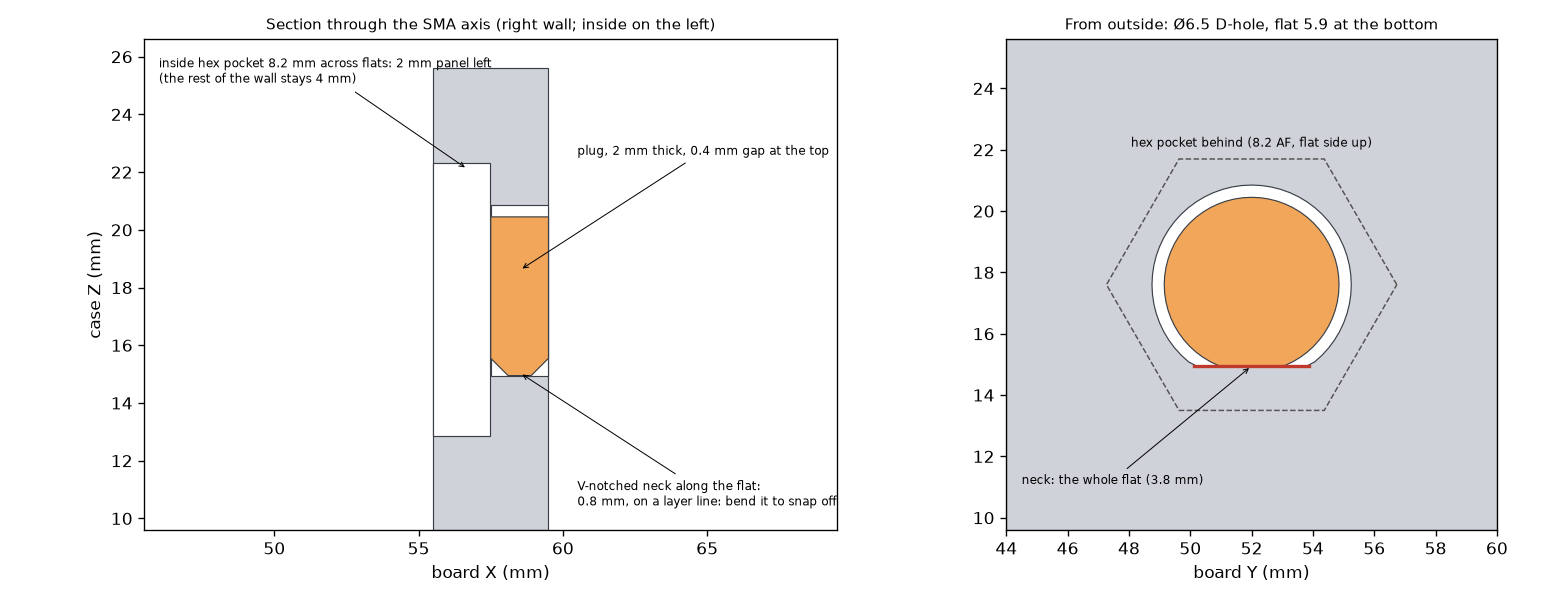 Section through the SMA axis (right wall; inside on the left)
inside hex pocket 8.2 mm across flats: 2 mm panel left
(the rest of the wall stays 4 mm)
plug, 2 mm thick, 0.4 mm gap at the top
V-notched neck along the flat:
0.8 mm, on a layer line: bend it to snap off
case Z (mm)
26
24
22
20
18
16
14
12
10
50
55
60
65
board X (mm)
From outside: Ø6.5 D-hole, flat 5.9 at the bottom
hex pocket behind (8.2 AF, flat side up)
neck: the whole flat (3.8 mm)
24
22
20
18
16
14
12
10
44
46
48
50
52
54
56
58
60
board Y (mm)